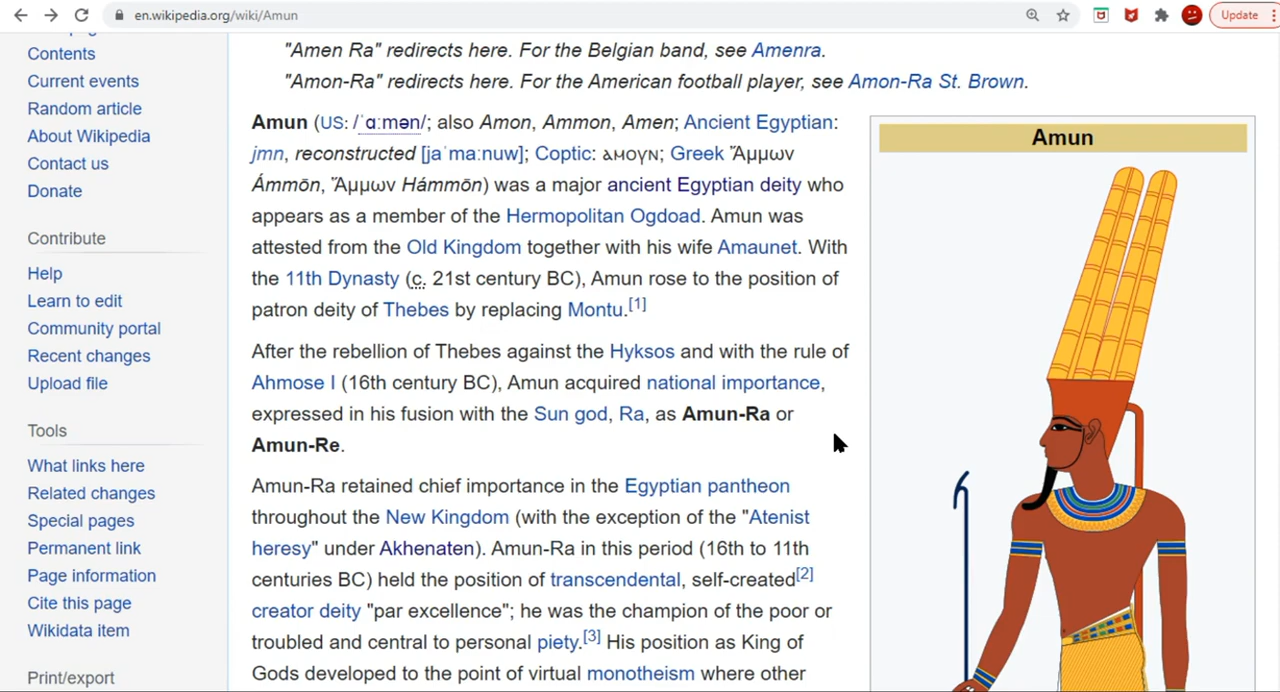 en.wikipedia.org/wiki/Amun
Update
Contents
Current events
Random article
About Wikipedia
Contact us
Donate
Contribute
Help
Learn to edit
Community portal
Recent changes
Upload file
Tools
What links here
Related changes
Special pages
Permanent link
Page information
Cite this page
Wikidata item
Print/export
"Amen Ra" redirects here. For the Belgian band, see Amenra.
"Amon-Ra" redirects here. For the American football player, see Amon-Ra St. Brown.
Amun (US: /ˈɑːmən/; also Amon, Ammon, Amen; Ancient Egyptian:
jmn, reconstructed [jaˈmaːnuw]; Coptic: ⲁⲙⲟⲩⲛ; Greek Ἄμμων
Ámmōn, Ἅμμων Hámmōn) was a major ancient Egyptian deity who
appears as a member of the Hermopolitan Ogdoad. Amun was
attested from the Old Kingdom together with his wife Amaunet. With
the 11th Dynasty (c. 21st century BC), Amun rose to the position of
patron deity of Thebes by replacing Montu.[1]
After the rebellion of Thebes against the Hyksos and with the rule of
Ahmose I (16th century BC), Amun acquired national importance,
expressed in his fusion with the Sun god, Ra, as Amun-Ra or
Amun-Re.
Amun-Ra retained chief importance in the Egyptian pantheon
throughout the New Kingdom (with the exception of the "Atenist
heresy" under Akhenaten). Amun-Ra in this period (16th to 11th
centuries BC) held the position of transcendental, self-created[2]
creator deity "par excellence"; he was the champion of the poor or
troubled and central to personal piety.[3] His position as King of
Gods developed to the point of virtual monotheism where other
Amun